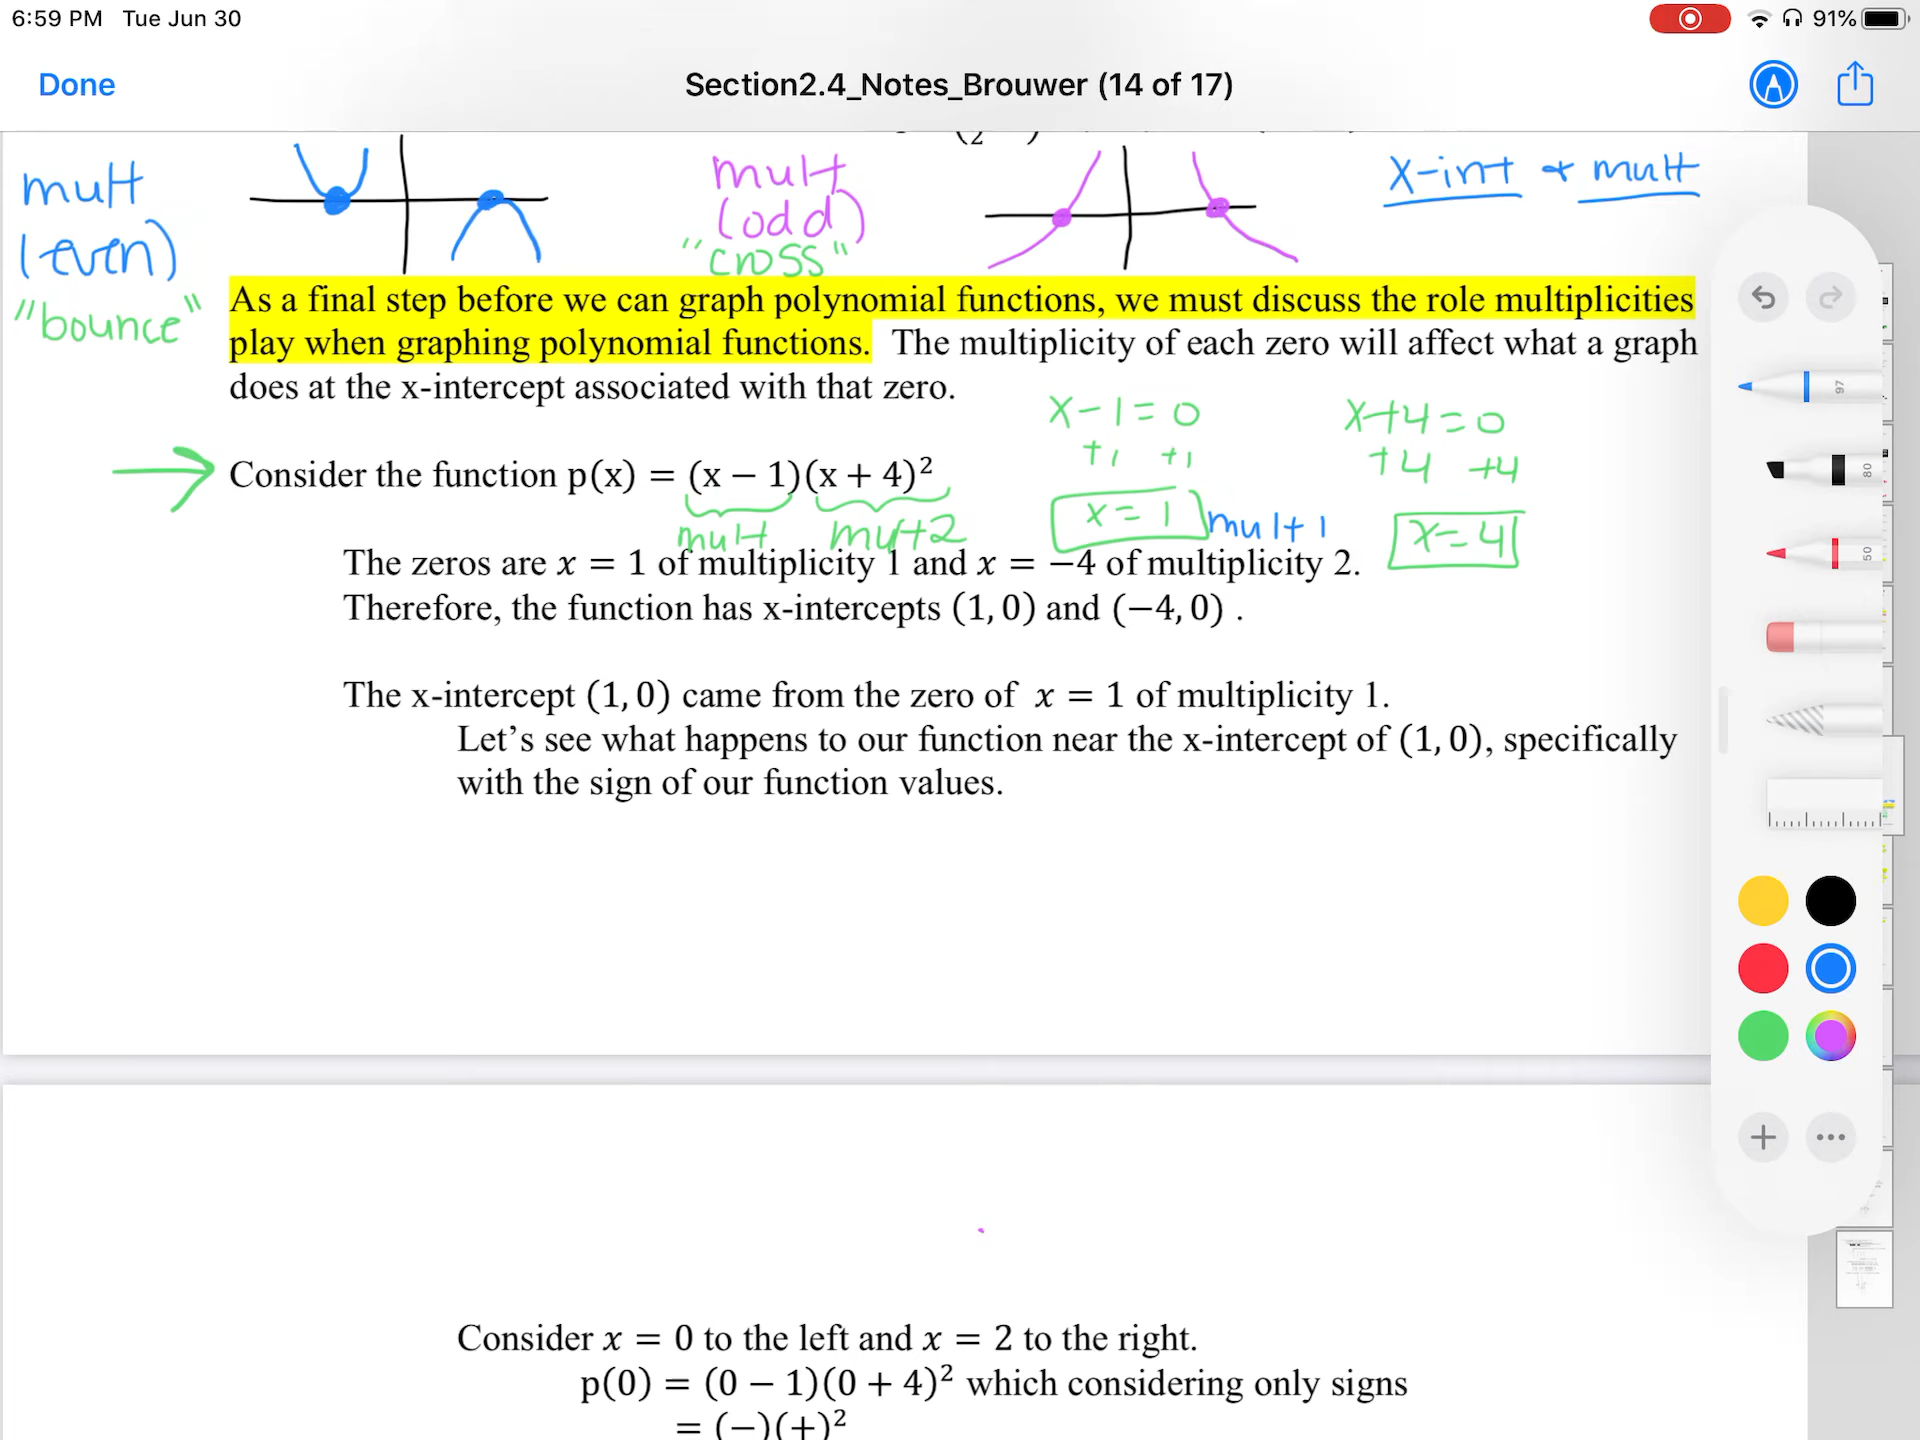 6:59 PM Tue Jun 30
91%
Done
Section2.4_Notes_Brouwer (14 of 17)
mult
(even)
"bounce"
mult
(odd)
"cross"
x-int & mult
As a final step before we can graph polynomial functions, we must discuss the role multiplicities
play when graphing polynomial functions. The multiplicity of each zero will affect what a graph
does at the x-intercept associated with that zero.
x-1=0
+1 +1
x=1 mult 1
x+4=0
+4 +4
x=4
Consider the function p(x) = (x − 1)(x + 4)²
mult mult 2
The zeros are x = 1 of multiplicity 1 and x = −4 of multiplicity 2.
Therefore, the function has x-intercepts (1, 0) and (−4, 0) .
The x-intercept (1, 0) came from the zero of x = 1 of multiplicity 1.
Let's see what happens to our function near the x-intercept of (1, 0), specifically
with the sign of our function values.
Consider x = 0 to the left and x = 2 to the right.
p(0) = (0 − 1)(0 + 4)² which considering only signs
= (−)(+)²
97
80
50